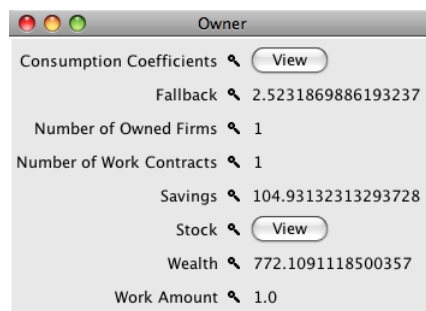 Owner
Consumption Coefficients View
Fallback 2.5231869886193237
Number of Owned Firms 1
Number of Work Contracts 1
Savings 104.93132313293728
Stock View
Wealth 772.1091118500357
Work Amount 1.0